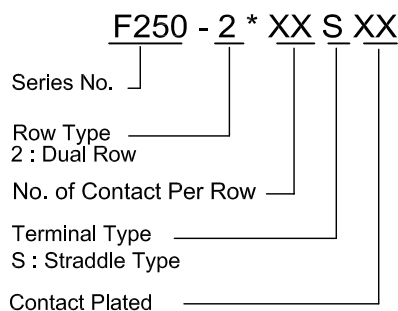 F250 - 2 * XX S XX
Series No.
Row Type
2 : Dual Row
No. of Contact Per Row
Terminal Type
S : Straddle Type
Contact Plated